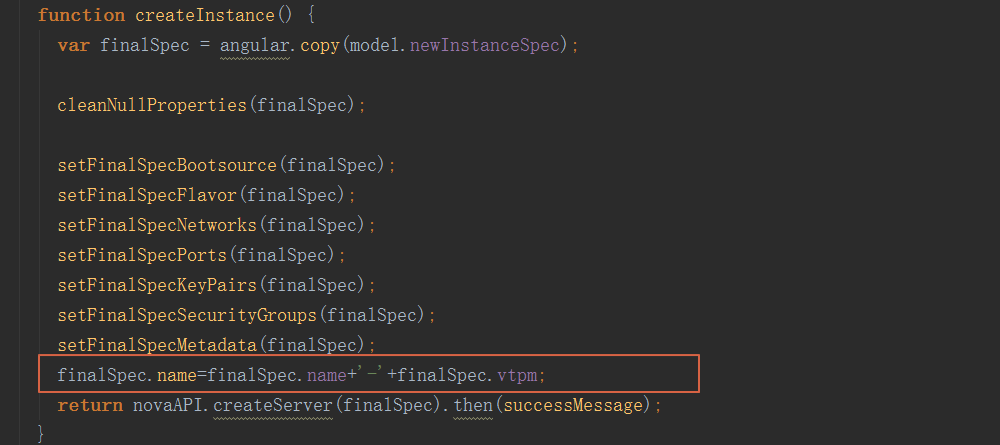 function createInstance() {
var finalSpec = angular.copy(model.newInstanceSpec);
cleanNullProperties(finalSpec);
setFinalSpecBootsource(finalSpec);
setFinalSpecFlavor(finalSpec);
setFinalSpecNetworks(finalSpec);
setFinalSpecPorts(finalSpec);
setFinalSpecKeyPairs(finalSpec);
setFinalSpecSecurityGroups(finalSpec);
setFinalSpecMetadata(finalSpec);
finalSpec.name=finalSpec.name+'-'+finalSpec.vtpm;
return novaAPI.createServer(finalSpec).then(successMessage);
}